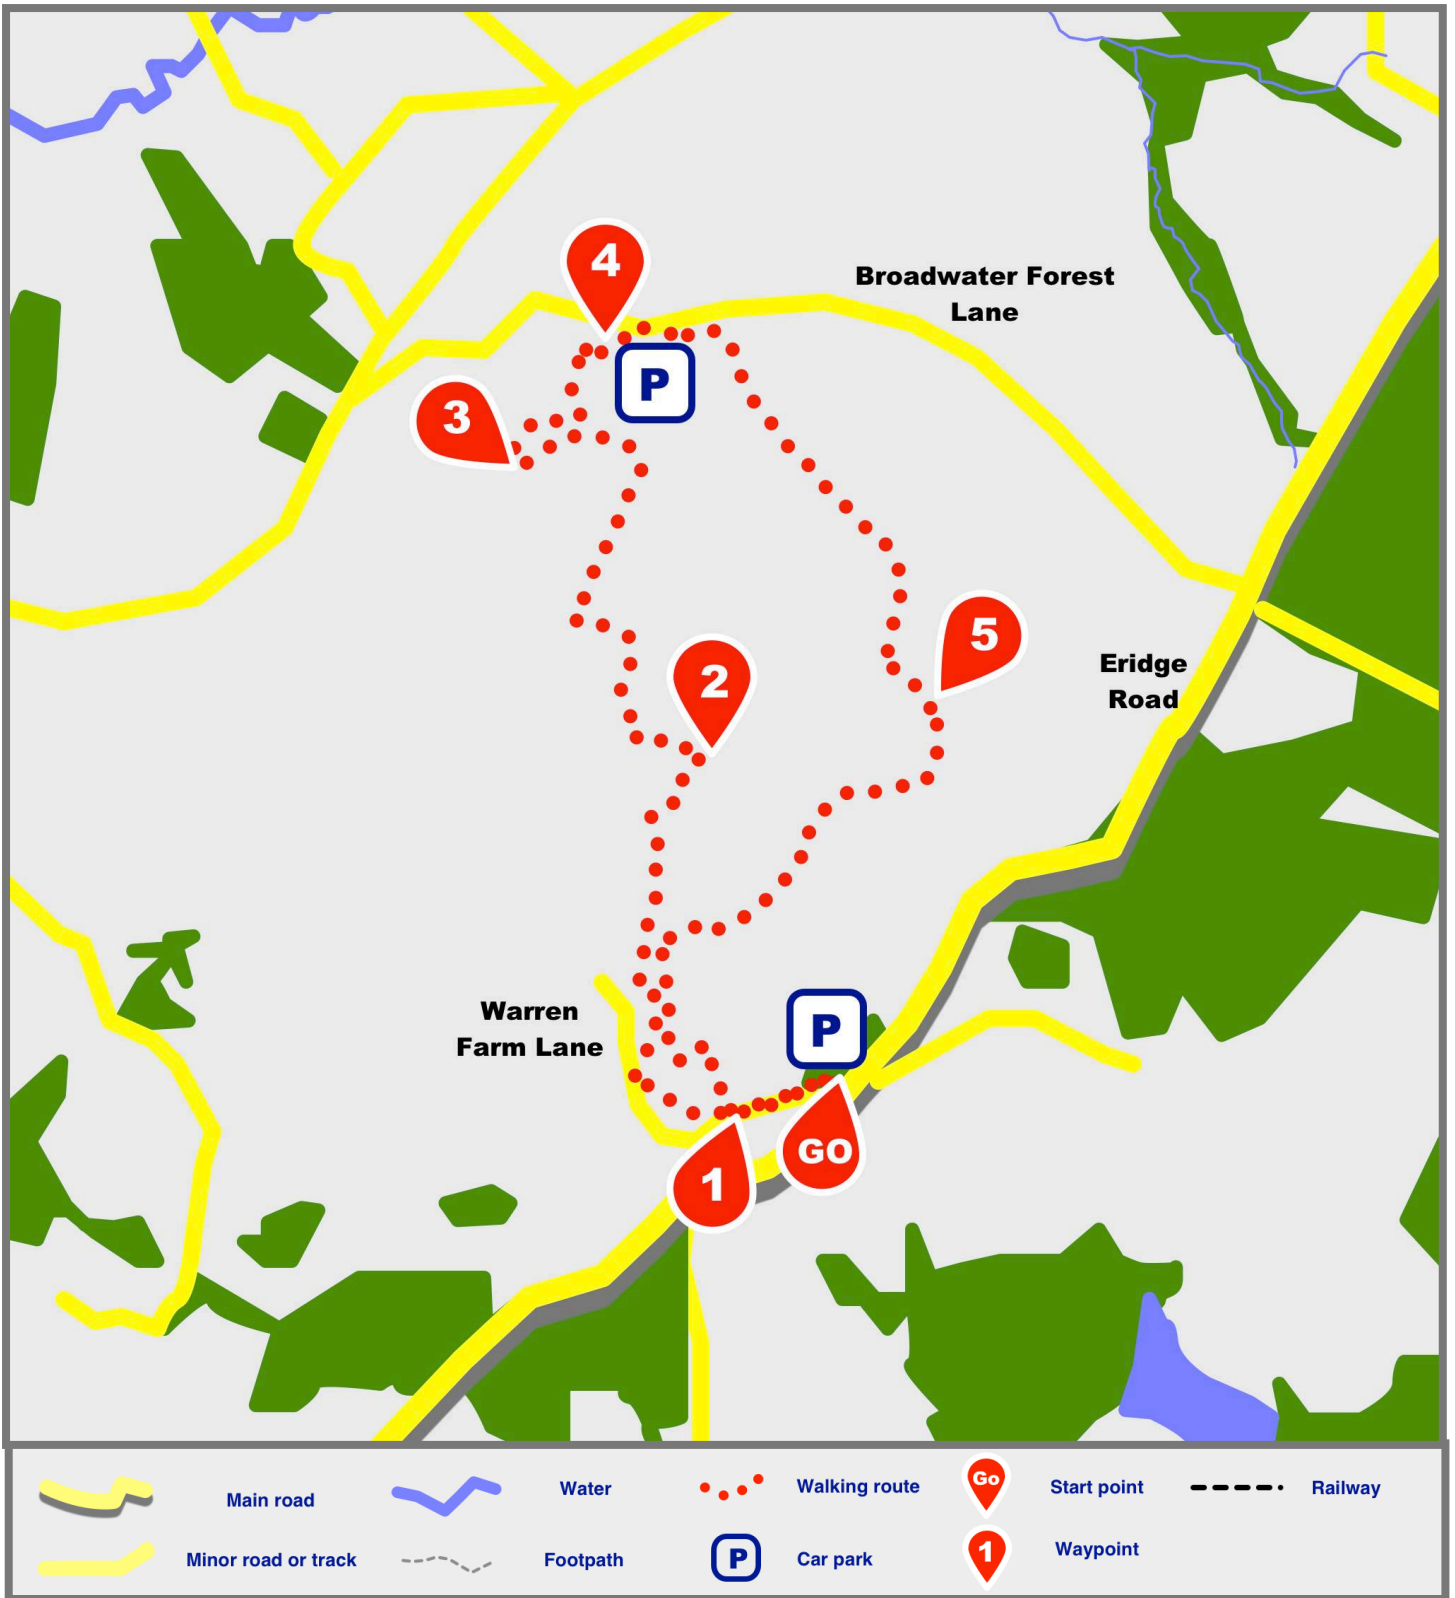 4
Broadwater Forest
Lane
P
3
5
2
Eridge
Road
Warren
Farm Lane
P
GO
1
Main road
Water
Walking route
Go
Start point
Railway
Minor road or track
Footpath
P
Car park
1
Waypoint